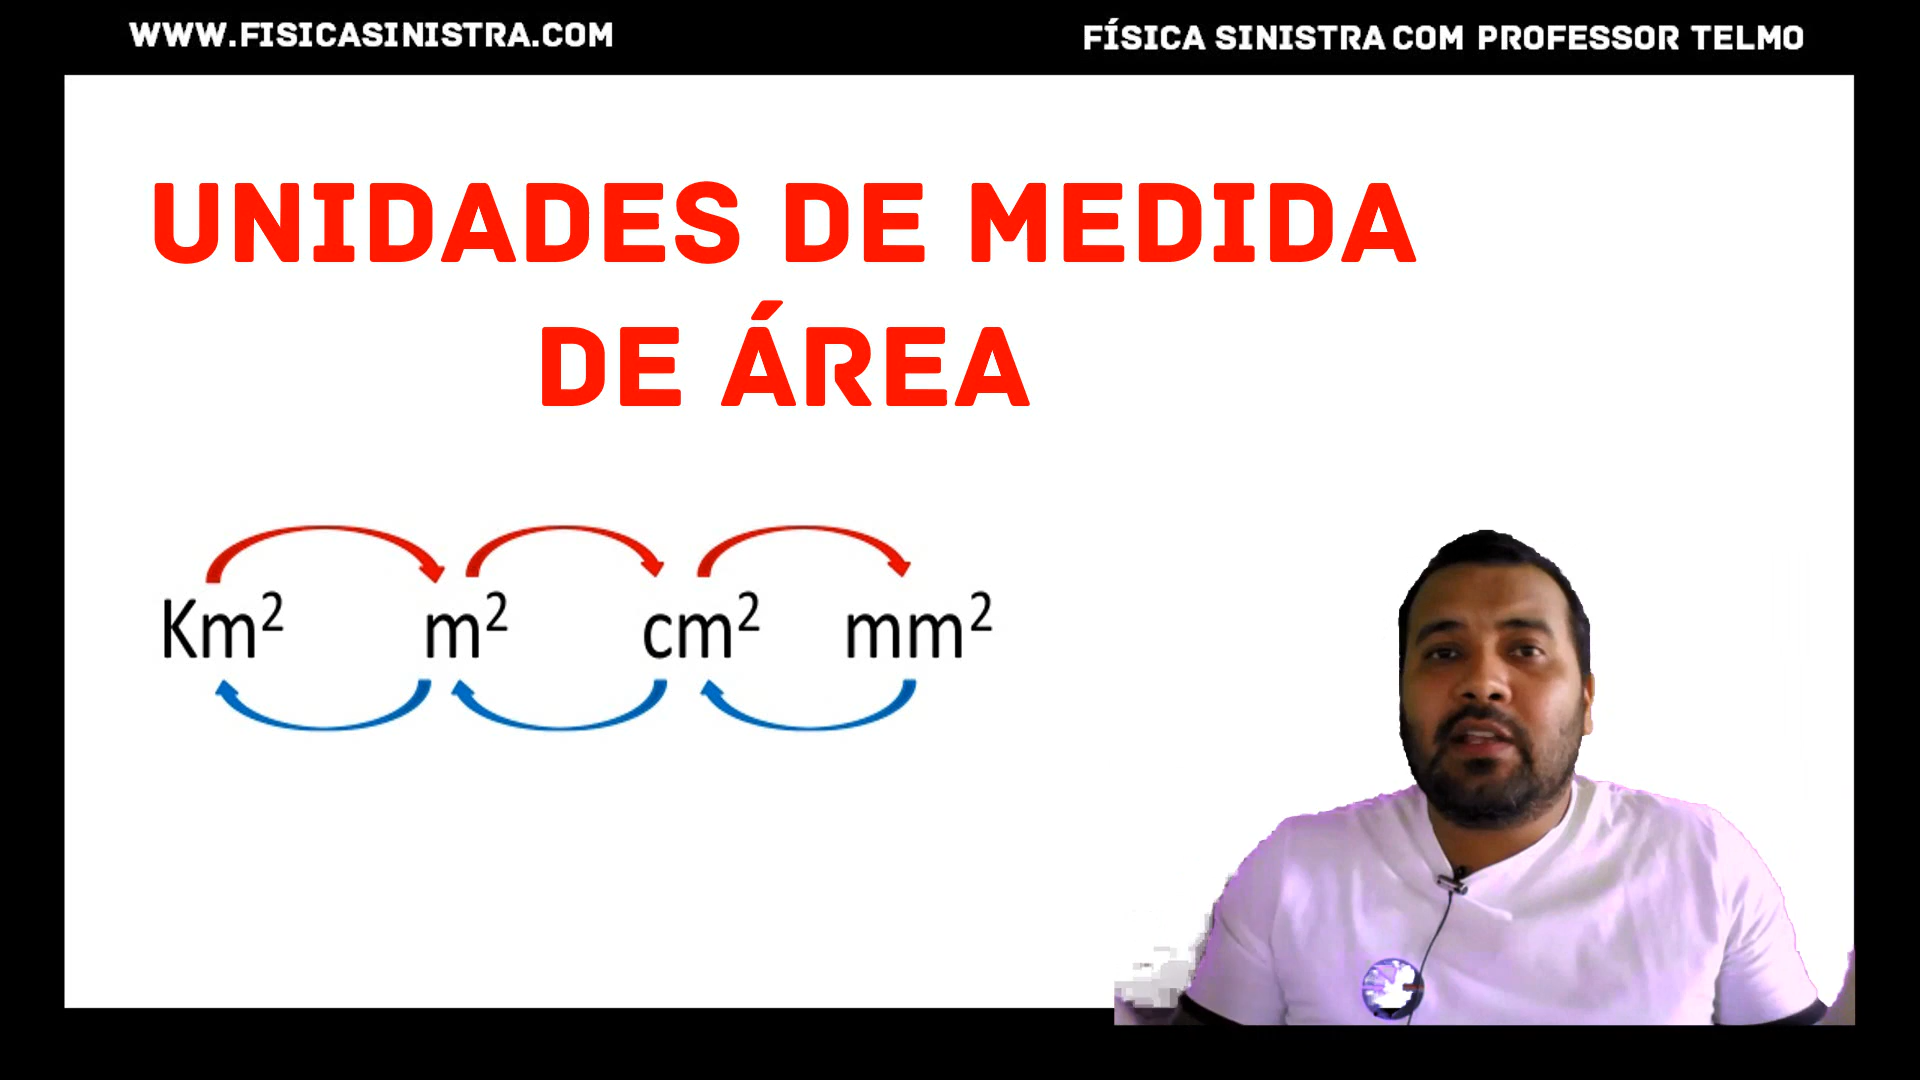 WWW.FISICASINISTRA.COM
FÍSICA SINISTRA COM PROFESSOR TELMO
UNIDADES DE MEDIDA
DE ÁREA
Km² m² cm² mm²